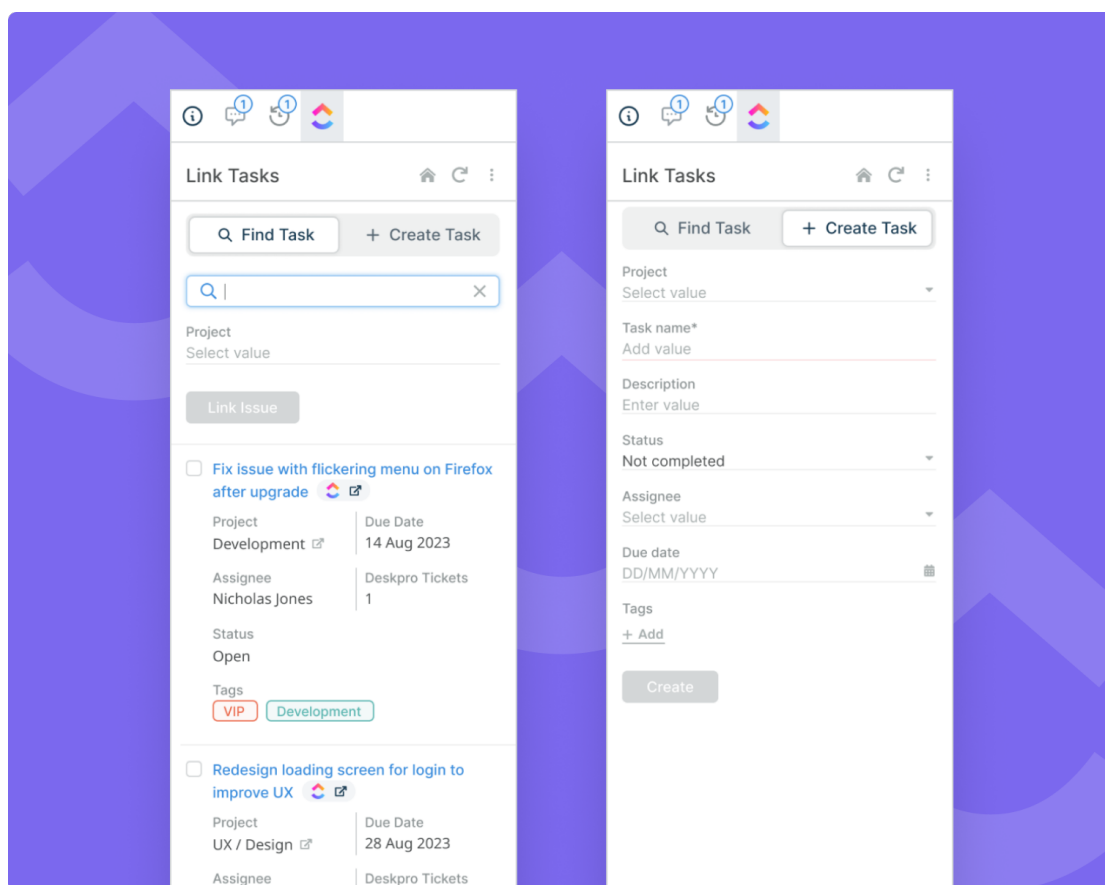 1 1
Link Tasks
Find Task + Create Task
Project
Select value
Link Issue
Fix issue with flickering menu on Firefox
after upgrade
Project Due Date
Development 14 Aug 2023
Assignee Deskpro Tickets
Nicholas Jones 1
Status
Open
Tags
VIP Development
Redesign loading screen for login to
improve UX
Project Due Date
UX / Design 28 Aug 2023
Assignee Deskpro Tickets
1 1
Link Tasks
Find Task + Create Task
Project
Select value
Task name*
Add value
Description
Enter value
Status
Not completed
Assignee
Select value
Due date
DD/MM/YYYY
Tags
+ Add
Create